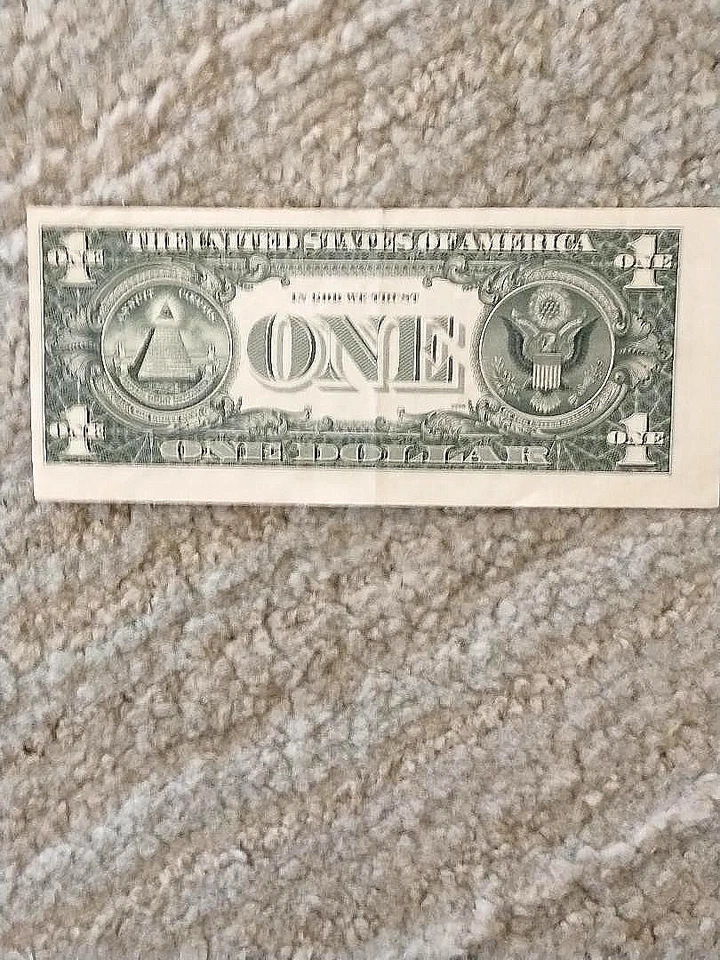 1 THE UNITED STATES OF AMERICA 1
ONE ONE
IN GOD WE TRUST
ONE
1 1
ONE ONE
ONE DOLLAR